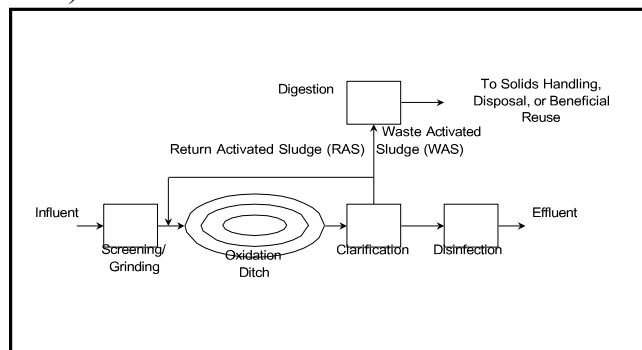 Digestion
To Solids Handling,
Disposal, or Beneficial
Reuse
Waste Activated
Return Activated Sludge (RAS)
Sludge (WAS)
Influent
Effluent
Screening/
Grinding
Oxidation
Ditch
Clarification
Disinfection